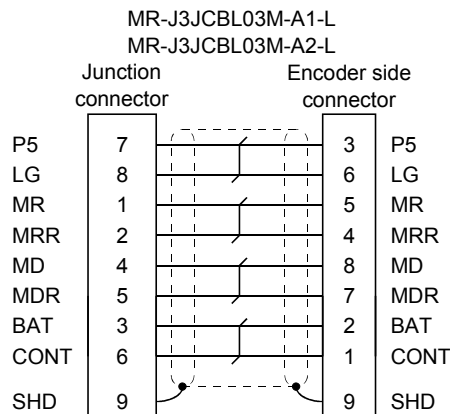 MR-J3JCBL03M-A1-L
MR-J3JCBL03M-A2-L
Junction connector Encoder side connector
P5 7 3 P5
LG 8 6 LG
MR 1 5 MR
MRR 2 4 MRR
MD 4 8 MD
MDR 5 7 MDR
BAT 3 2 BAT
CONT 6 1 CONT
SHD 9 9 SHD